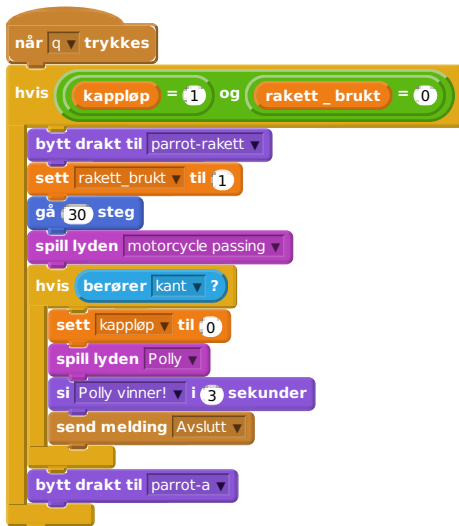 når q trykkes
hvis kappløp = 1 og rakett_brukt = 0
bytt drakt til parrot-rakett
sett rakett_brukt til 1
gå 30 steg
spill lyden motorcycle passing
hvis berører kant ?
sett kappløp til 0
spill lyden Polly
si Polly vinner! i 3 sekunder
send melding Avslutt
bytt drakt til parrot-a